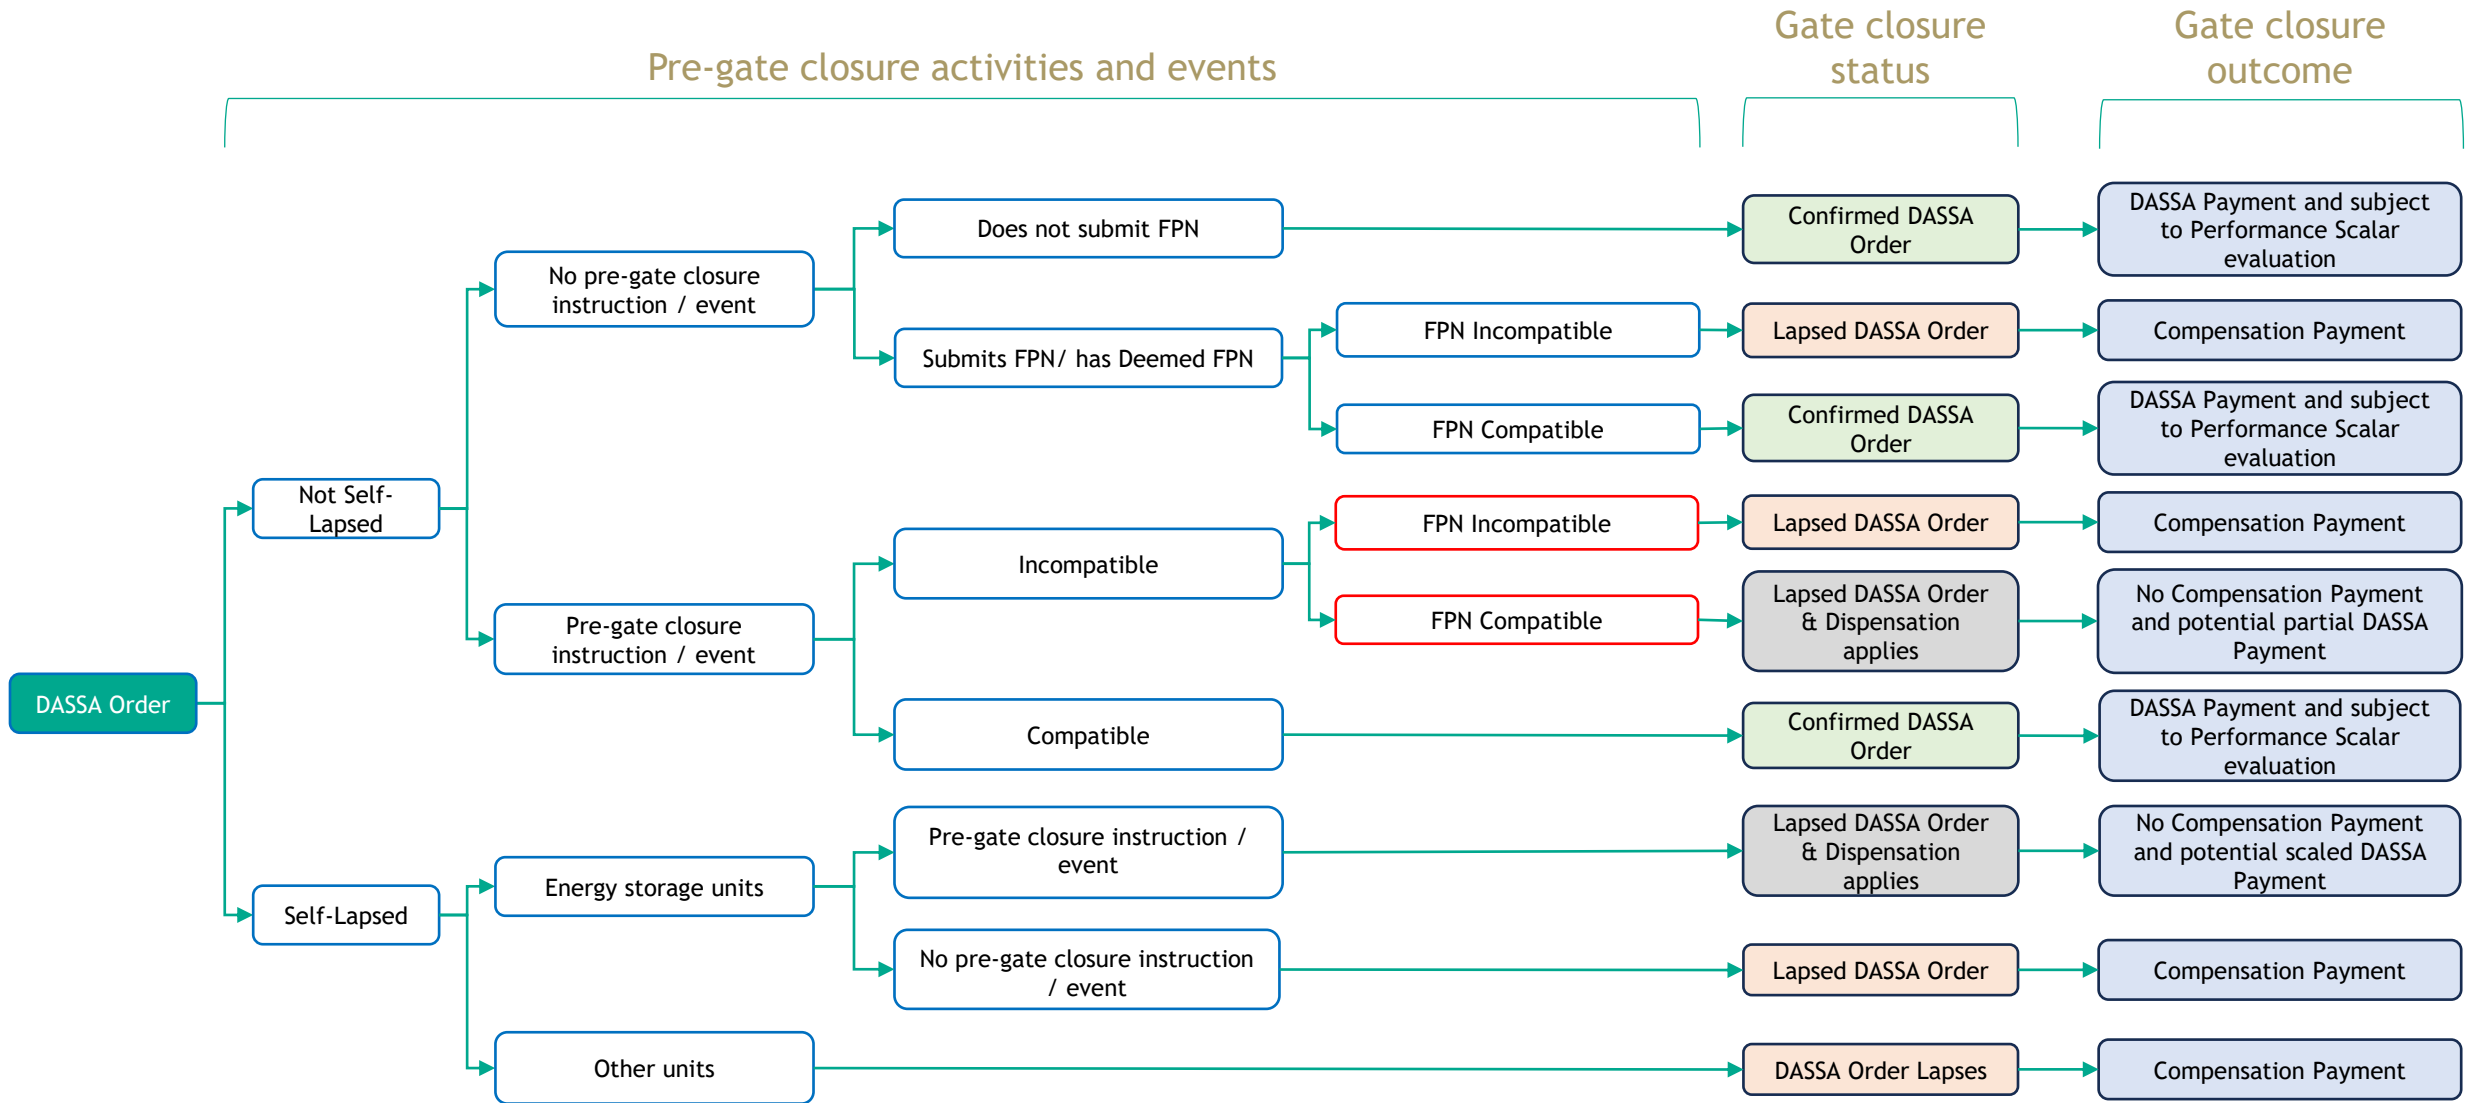 Pre-gate closure activities and events
Gate closure
status
Gate closure
outcome
Does not submit FPN
Confirmed DASSA
Order
DASSA Payment and subject
to Performance Scalar
evaluation
No pre-gate closure
instruction / event
Submits FPN/ has Deemed FPN
FPN Incompatible
Lapsed DASSA Order
Compensation Payment
FPN Compatible
Confirmed DASSA
Order
DASSA Payment and subject
to Performance Scalar
evaluation
Not Self-
Lapsed
Incompatible
FPN Incompatible
Lapsed DASSA Order
Compensation Payment
Pre-gate closure
instruction / event
FPN Compatible
Lapsed DASSA Order
& Dispensation
applies
No Compensation Payment
and potential partial DASSA
Payment
DASSA Order
Compatible
Confirmed DASSA
Order
DASSA Payment and subject
to Performance Scalar
evaluation
Self-Lapsed
Energy storage units
Pre-gate closure instruction /
event
Lapsed DASSA Order
& Dispensation
applies
No Compensation Payment
and potential scaled DASSA
Payment
No pre-gate closure instruction
/ event
Lapsed DASSA Order
Compensation Payment
Other units
DASSA Order Lapses
Compensation Payment